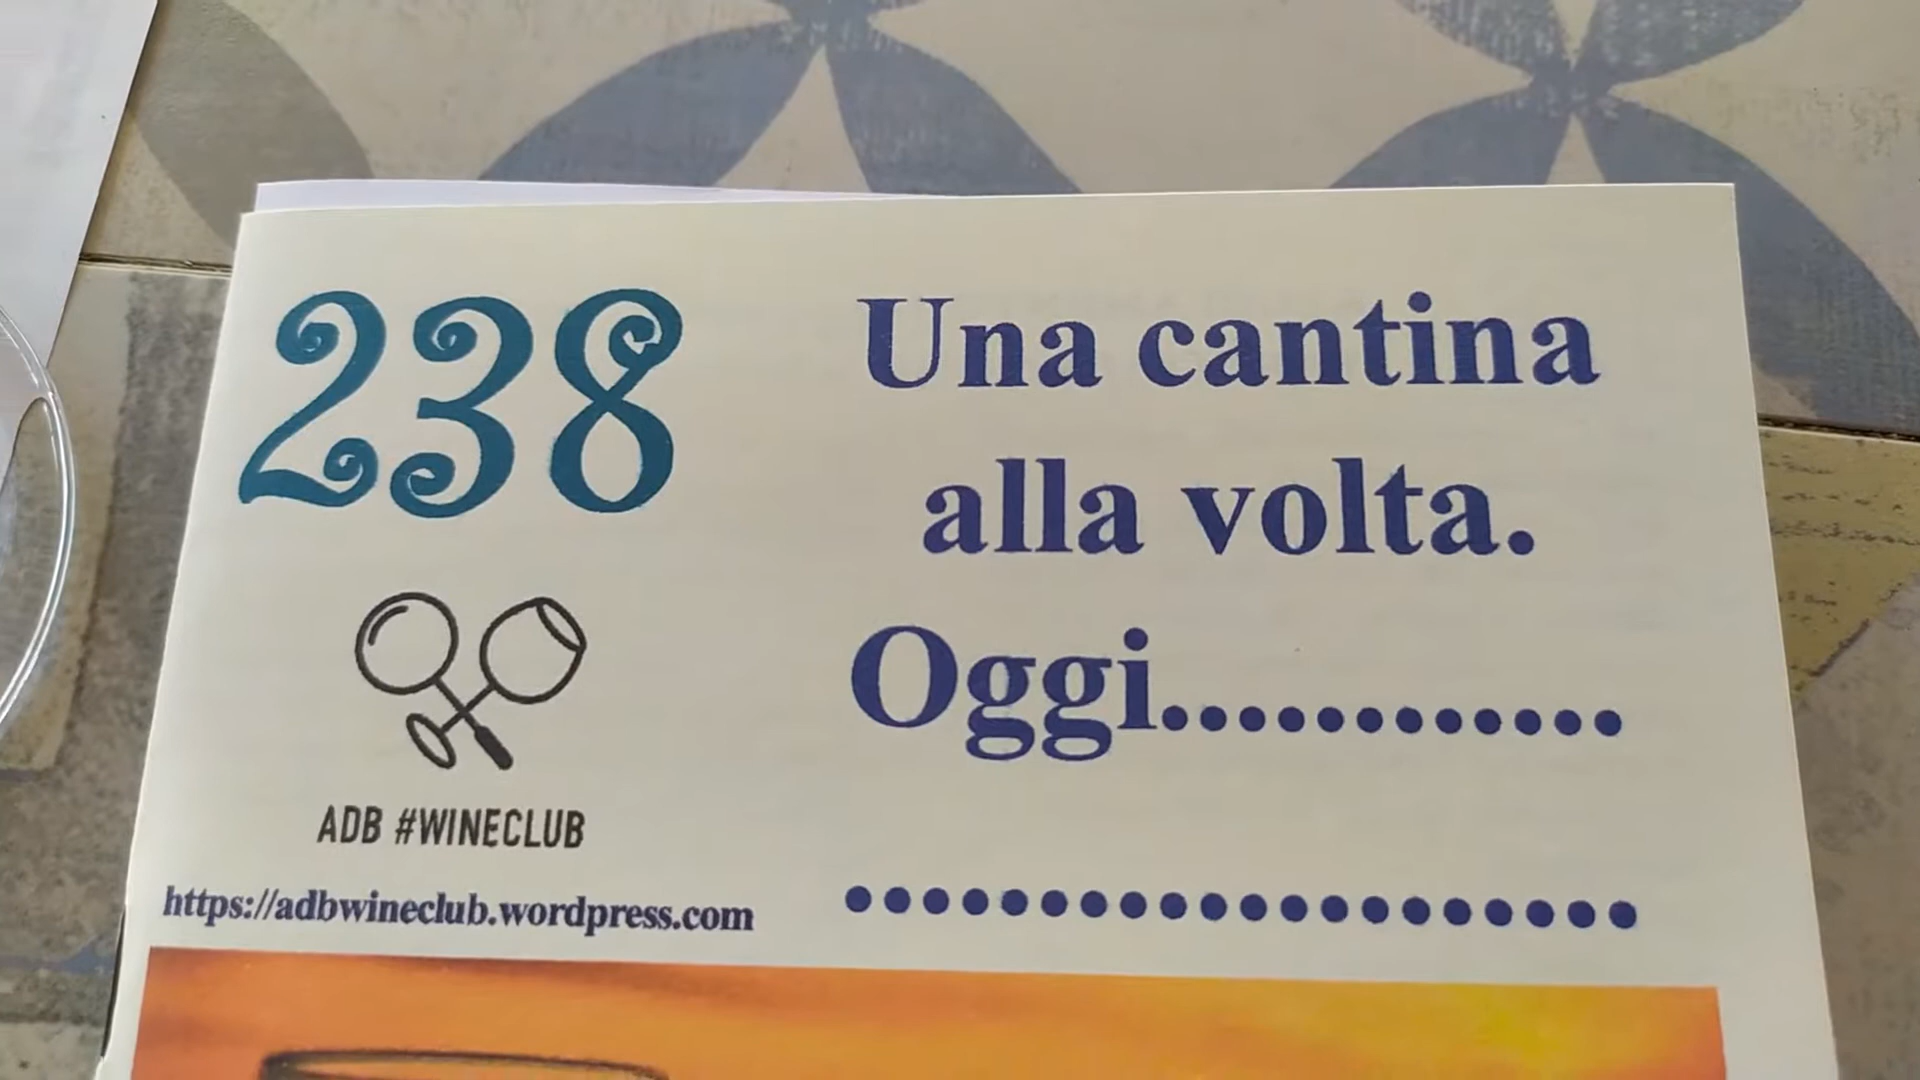 238
Una cantina
alla volta.
Oggi............
....................
ADB #WINECLUB
https://adbwineclub.wordpress.com